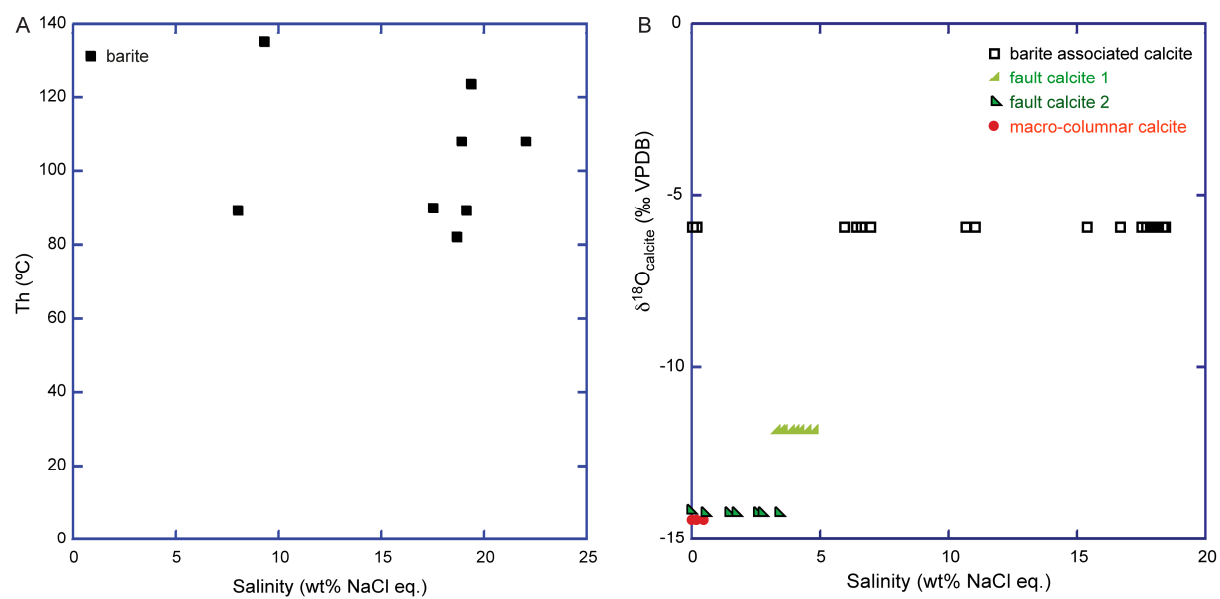 A
140
120
100
80
60
40
20
0
Th (ºC)
barite
0 5 10 15 20 25
Salinity (wt% NaCl eq.)
B
0
-5
-10
-15
δ18Ocalcite (‰ VPDB)
barite associated calcite
fault calcite 1
fault calcite 2
macro-columnar calcite
0 5 10 15 20
Salinity (wt% NaCl eq.)